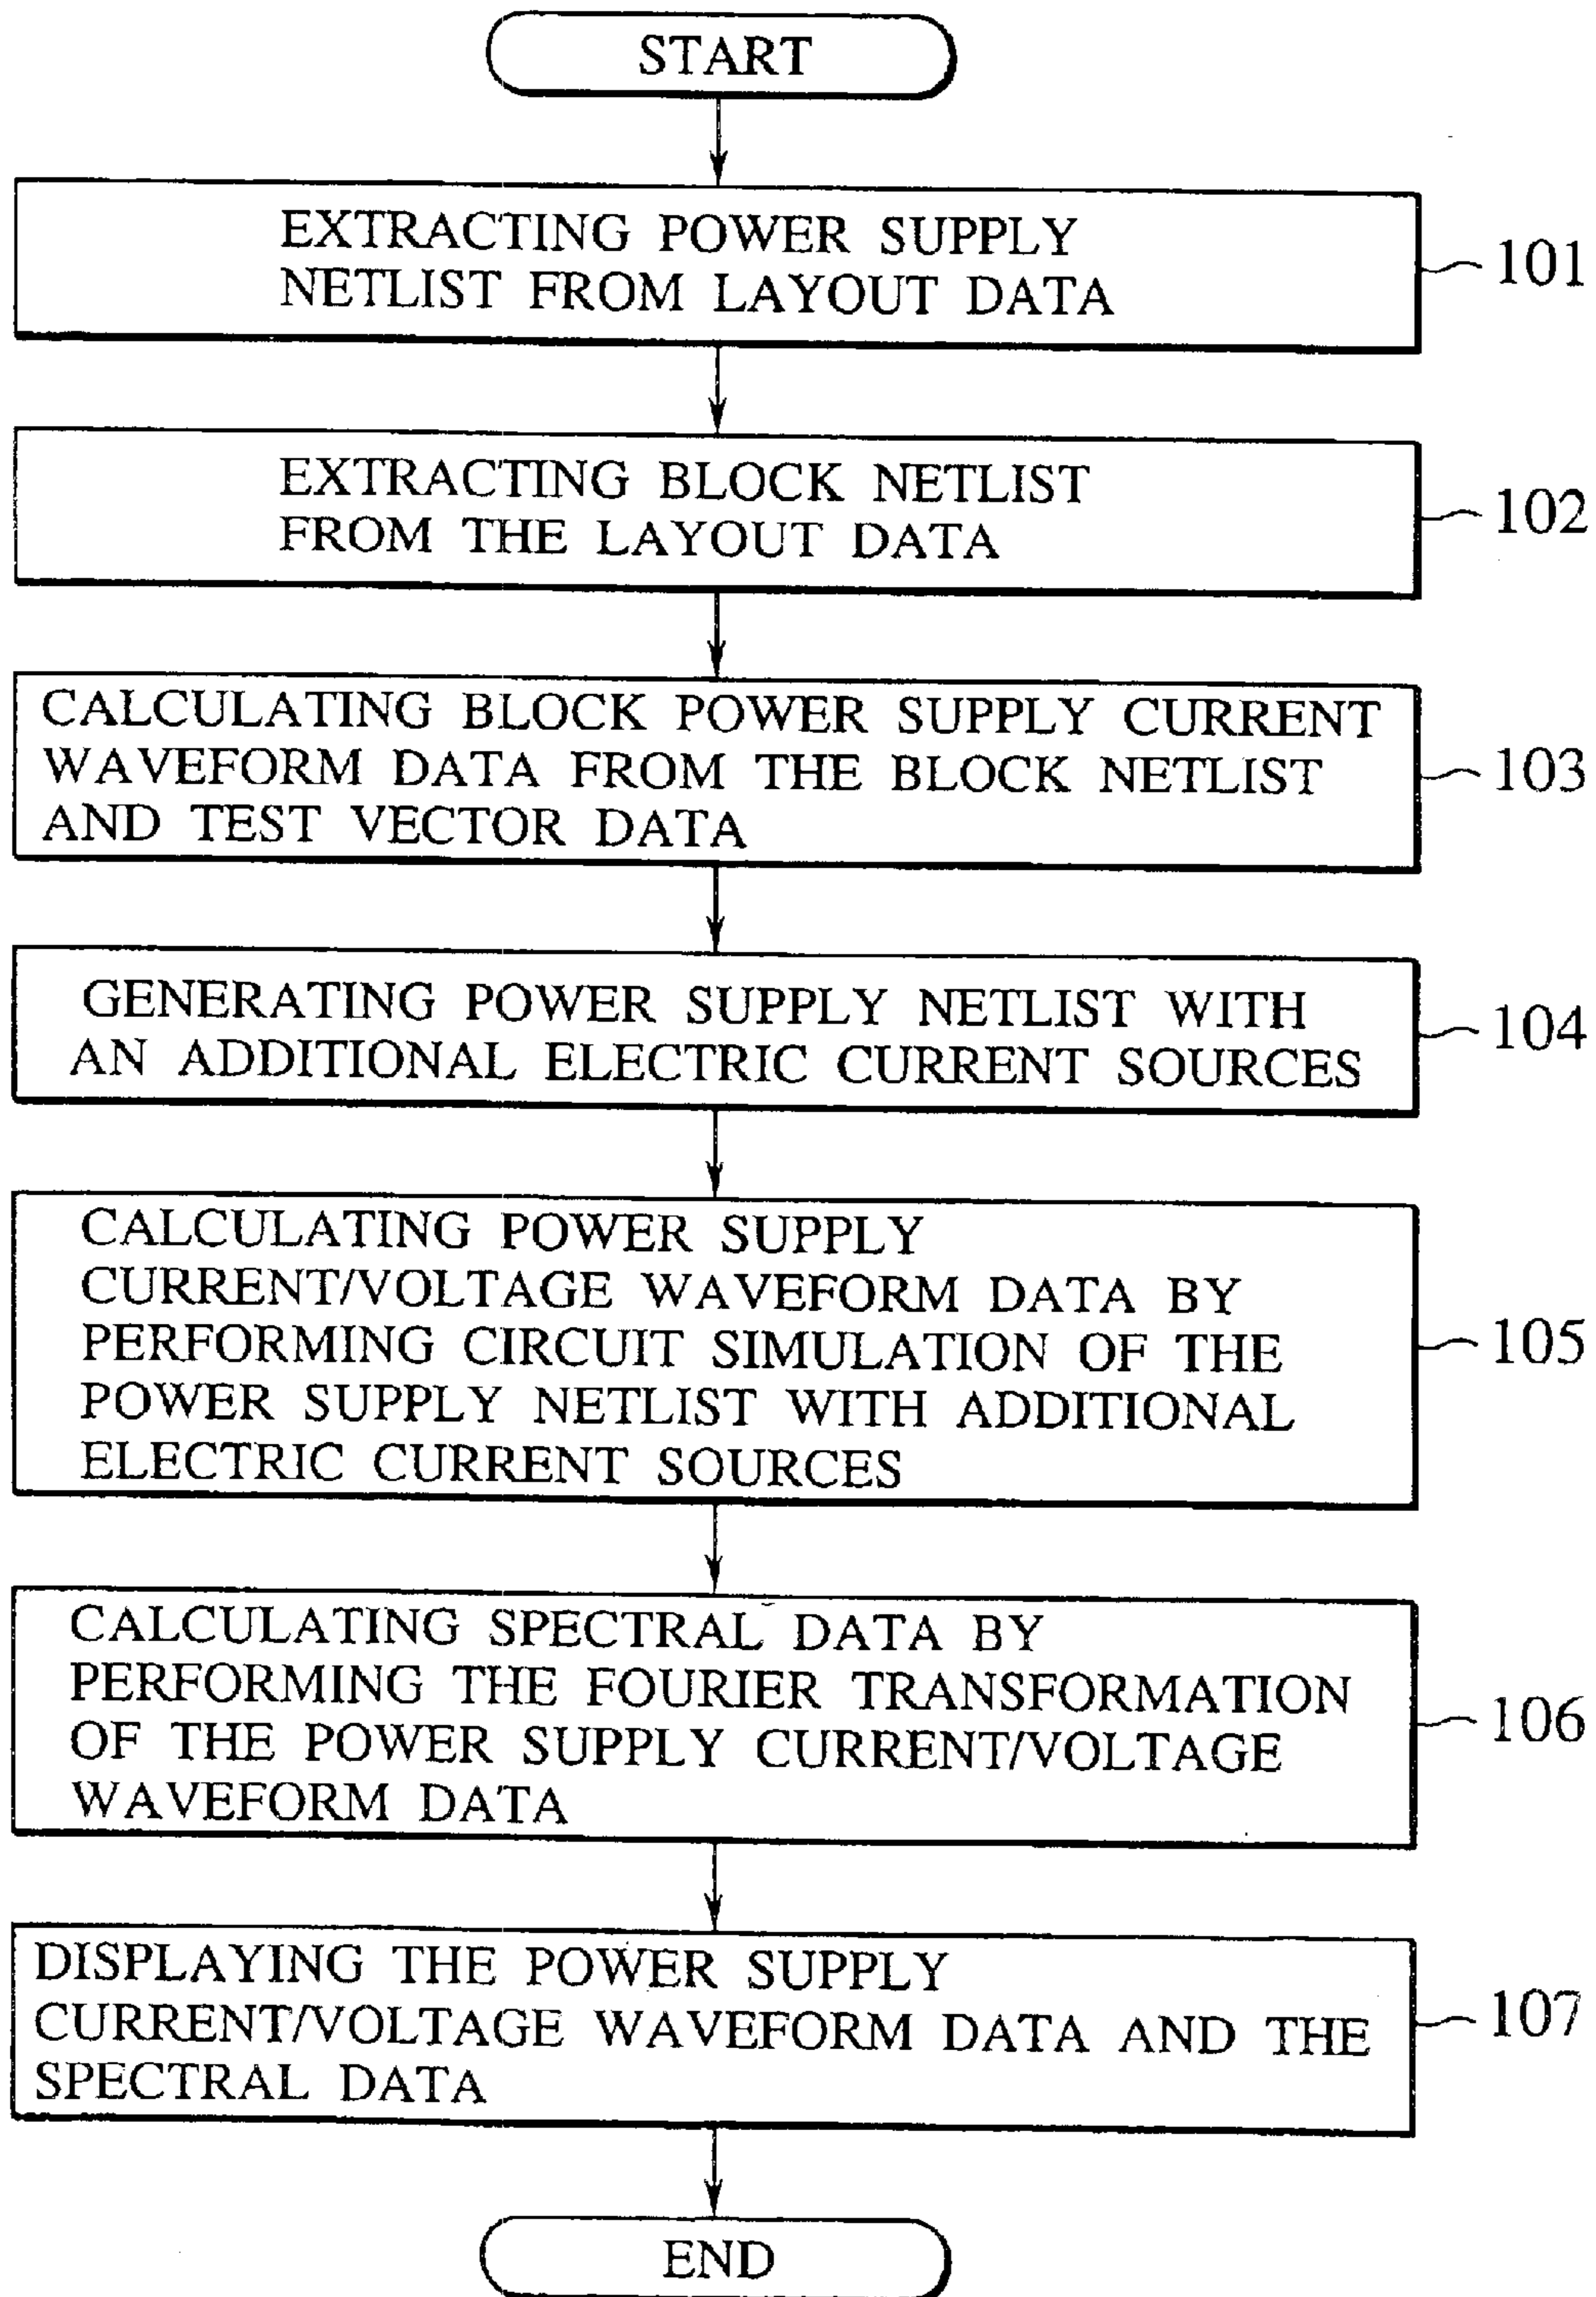 START
EXTRACTING POWER SUPPLY
NETLIST FROM LAYOUT DATA
101
EXTRACTING BLOCK NETLIST
FROM THE LAYOUT DATA
102
CALCULATING BLOCK POWER SUPPLY CURRENT
WAVEFORM DATA FROM THE BLOCK NETLIST
AND TEST VECTOR DATA
103
GENERATING POWER SUPPLY NETLIST WITH
AN ADDITIONAL ELECTRIC CURRENT SOURCES
104
CALCULATING POWER SUPPLY
CURRENT/VOLTAGE WAVEFORM DATA BY
PERFORMING CIRCUIT SIMULATION OF THE
POWER SUPPLY NETLIST WITH ADDITIONAL
ELECTRIC CURRENT SOURCES
105
CALCULATING SPECTRAL DATA BY
PERFORMING THE FOURIER TRANSFORMATION
OF THE POWER SUPPLY CURRENT/VOLTAGE
WAVEFORM DATA
106
DISPLAYING THE POWER SUPPLY
CURRENT/VOLTAGE WAVEFORM DATA AND THE
SPECTRAL DATA
107
END